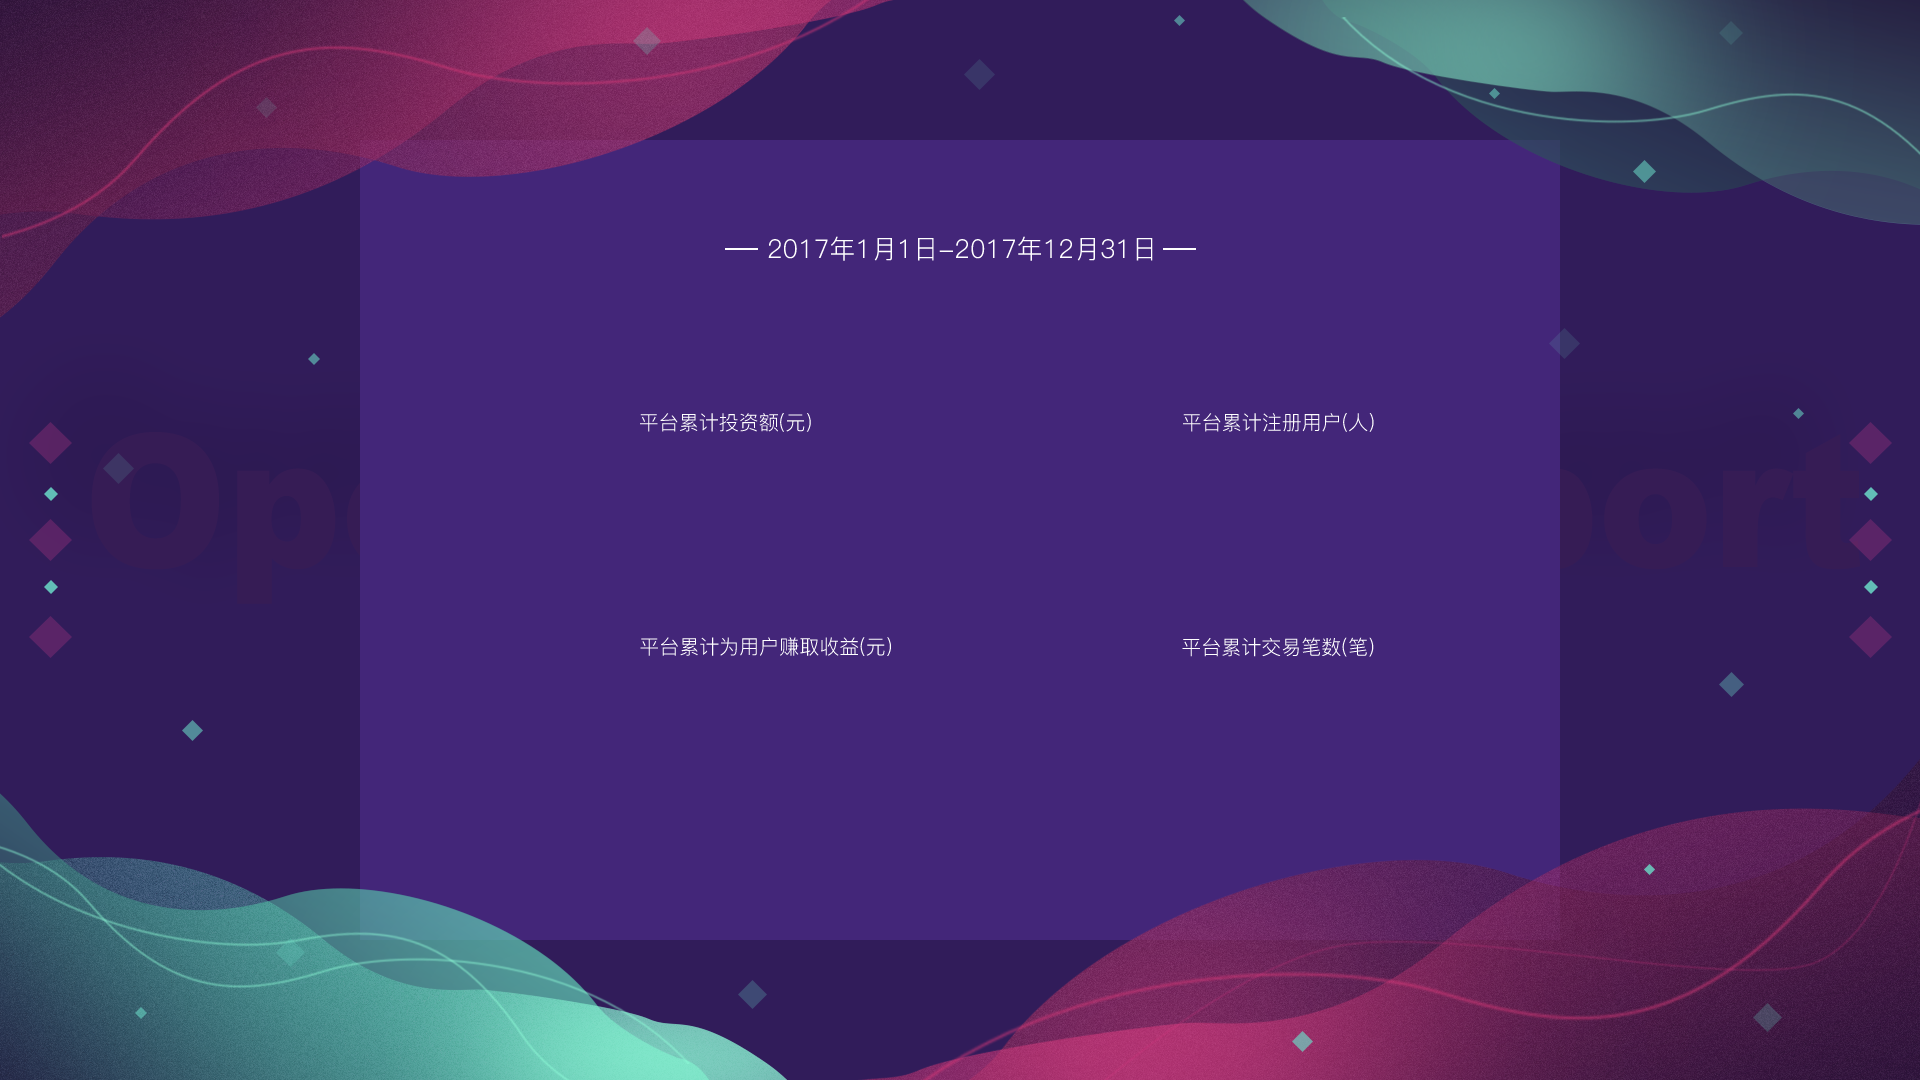 2017年1月1日-2017年12月31日
平台累计投资额(元)
平台累计注册用户(人)
平台累计为用户赚取收益(元)
平台累计交易笔数(笔)